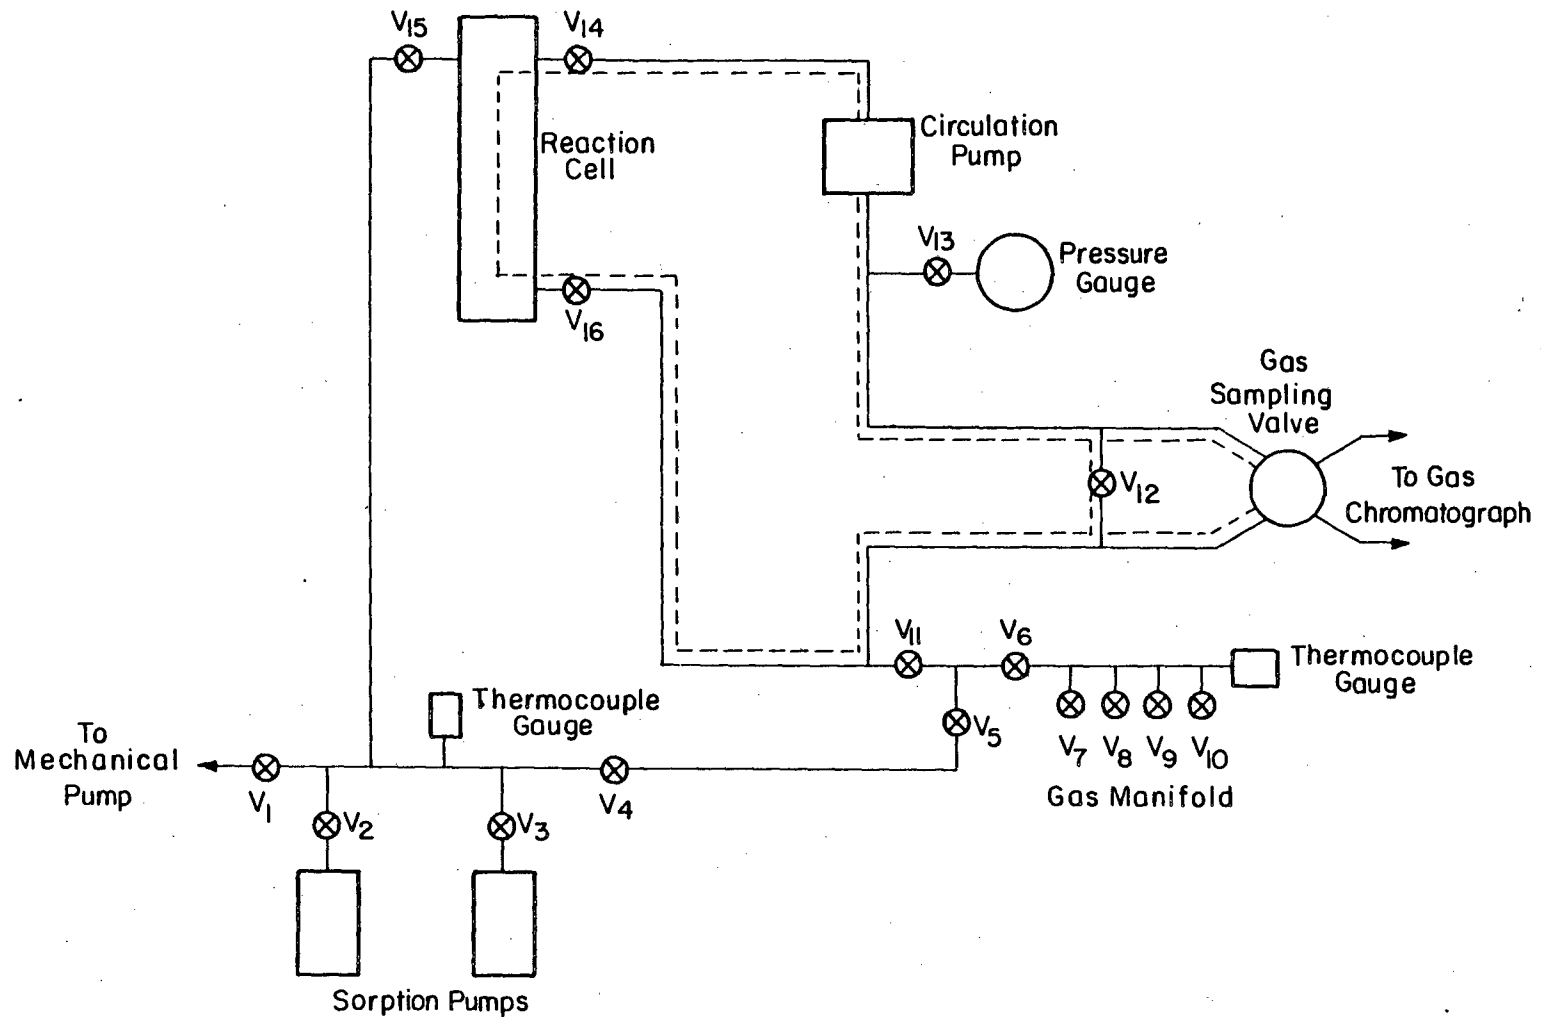 V15
V14
Reaction
Cell
Circulation
Pump
V13
Pressure
Gauge
V16
Gas
Sampling
Valve
V12
To Gas
Chromatograph
V11
V6
Thermocouple
Gauge
Thermocouple
Gauge
V5
V7
V8
V9
V10
Gas Manifold
To
Mechanical
Pump
V1
V2
V3
V4
Sorption Pumps